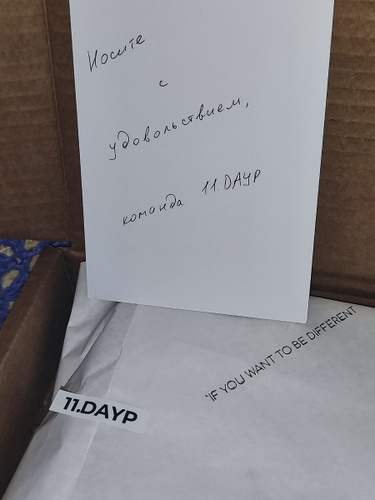 Носите
с
удовольствием,
команда 11.DAYP
"IF YOU WANT TO BE DIFFERENT
11.DAYP